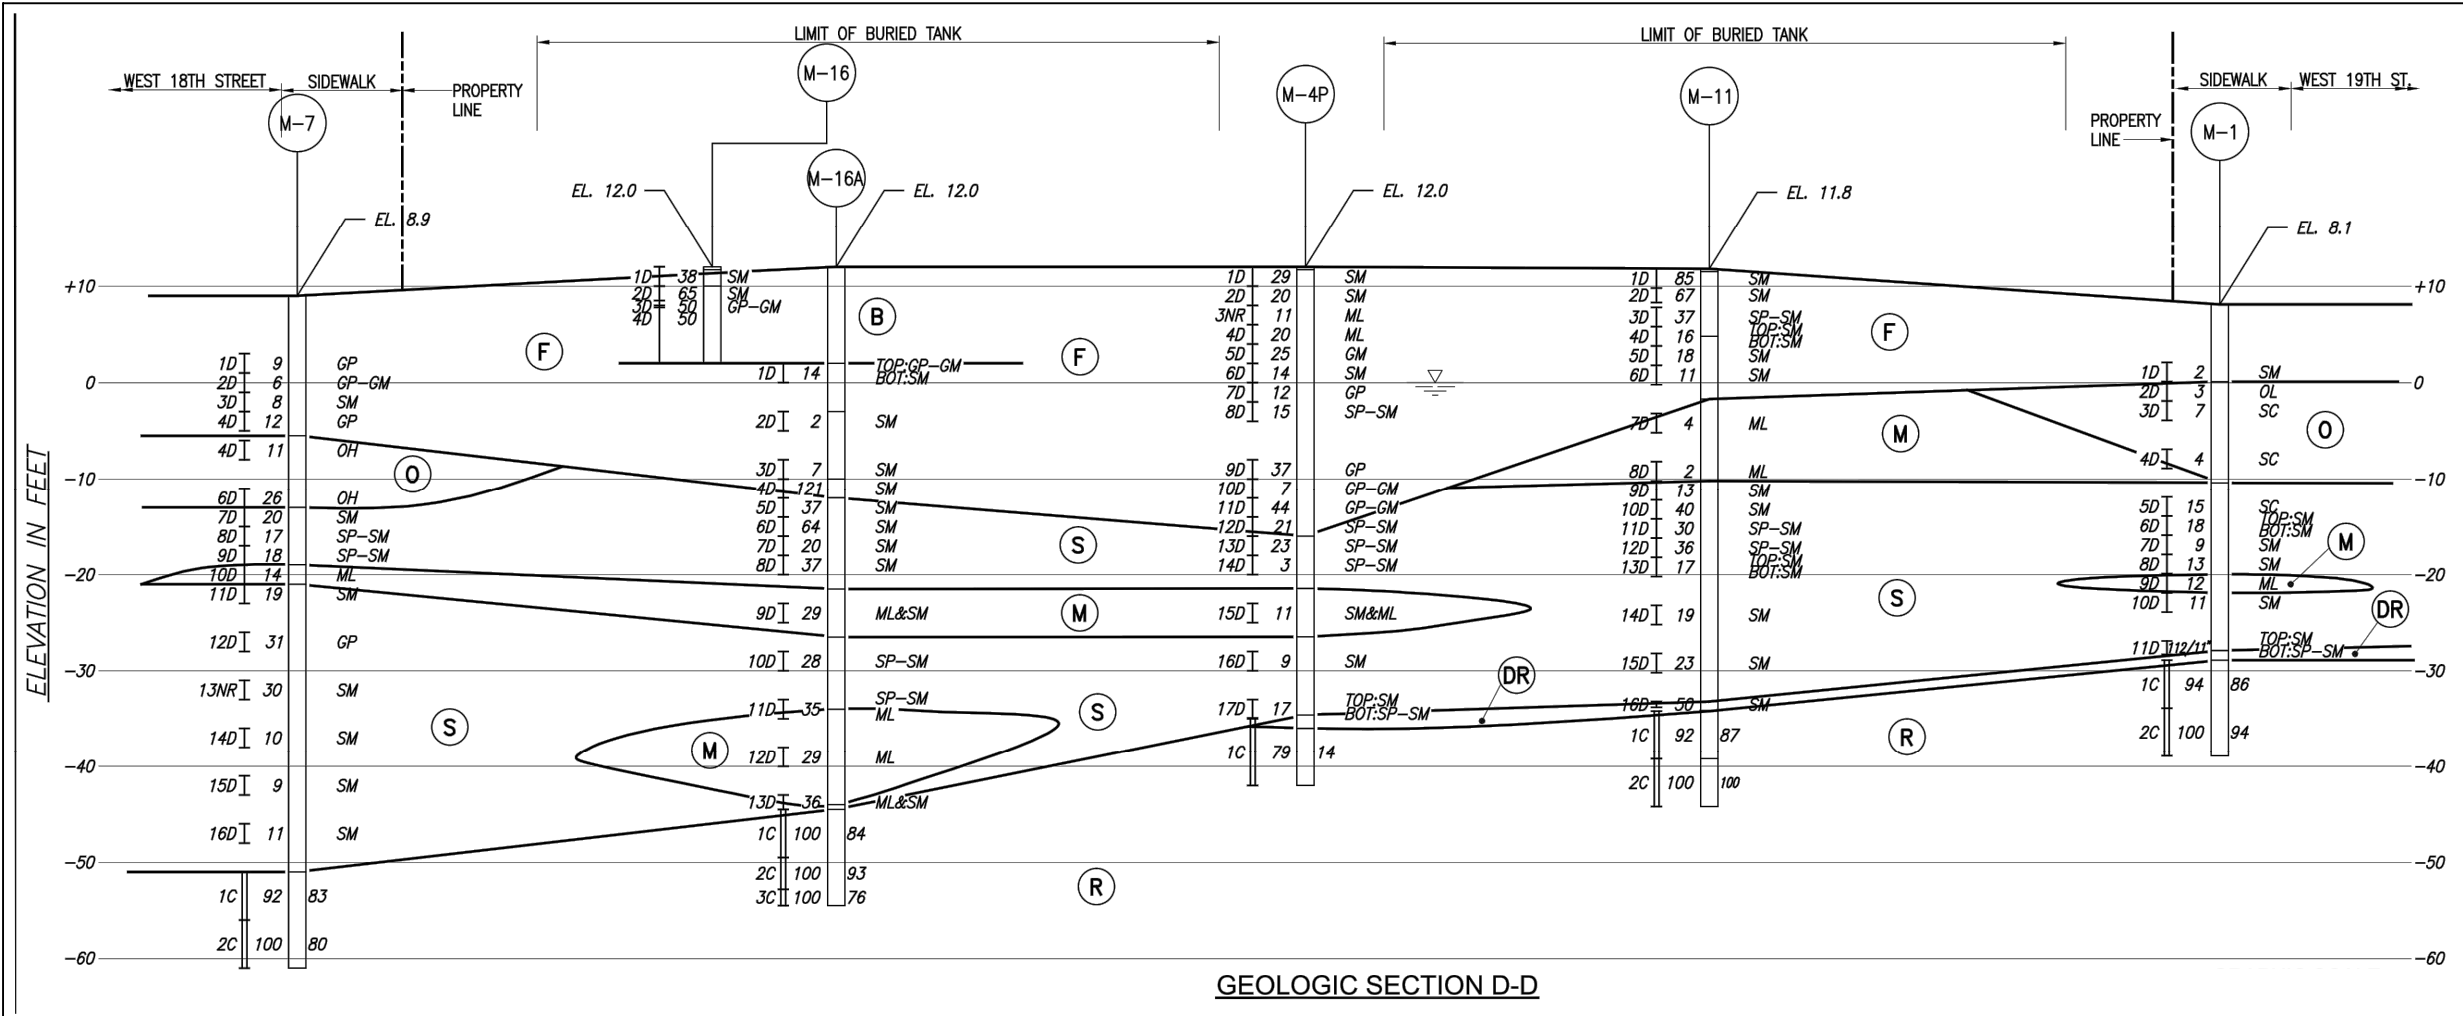 LIMIT OF BURIED TANK
LIMIT OF BURIED TANK
WEST 18TH STREET
SIDEWALK
PROPERTY
LINE
M-7
M-16
M-16A
M-4P
M-11
PROPERTY
LINE
SIDEWALK
WEST 19TH ST.
M-1
EL. 8.9
EL. 12.0
EL. 12.0
EL. 12.0
EL. 11.8
EL. 8.1
ELEVATION IN FEET
+10
0
-10
-20
-30
-40
-50
-60
1D 9 GP
2D 6 GP-GM
3D 8 SM
4D 12 GP
4D 11 OH
6D 26 OH
7D 20 SM
8D 17 SP-SM
9D 18 SP-SM
10D 14 ML
11D 19 SM
12D 31 GP
13NR 30 SM
14D 10 SM
15D 9 SM
16D 11 SM
1C 92 83
2C 100 80
F
O
S
1D 38 SM
2D 65 SM
3D 50 GP-GM
4D 50
B
1D 14 TOP:GP-GM
BOT:SM
2D 2 SM
3D 7 SM
4D 121 SM
5D 37 SM
6D 64 SM
7D 20 SM
8D 37 SM
9D 29 ML&SM
10D 28 SP-SM
11D 35 SP-SM
ML
12D 29 ML
13D 36 ML&SM
1C 100 84
2C 100 93
3C 100 76
M
F
S
M
S
R
1D 29 SM
2D 20 SM
3NR 11 ML
4D 20 ML
5D 25 GM
6D 14 SM
7D 12 GP
8D 15 SP-SM
9D 37 GP
10D 7 GP-GM
11D 44 GP-GM
12D 21 SP-SM
13D 23 SP-SM
14D 3 SP-SM
15D 11 SM&ML
16D 9 SM
17D 17 TOP:SM
BOT:SP-SM
1C 79 14
DR
1D 85 SM
2D 67 SM
3D 37 SP-SM
4D 16 TOP:SM
BOT:SM
5D 18 SM
6D 11 SM
7D 4 ML
8D 2 ML
9D 13 SM
10D 40 SM
11D 30 SP-SM
12D 36 SP-SM
13D 17 TOP:SM
BOT:SM
14D 19 SM
15D 23 SM
16D 50 SM
1C 92 87
2C 100 100
F
M
S
R
1D 2 SM
2D 3 OL
3D 7 SC
4D 4 SC
5D 15 SC
6D 18 TOP:SM
BOT:SM
7D 9 SM
8D 13 SM
9D 12 ML
10D 11 SM
11D 112/11" TOP:SM
BOT:SP-SM
1C 94 86
2C 100 94
O
M
DR
+10
0
-10
-20
-30
-40
-50
-60
GEOLOGIC SECTION D-D